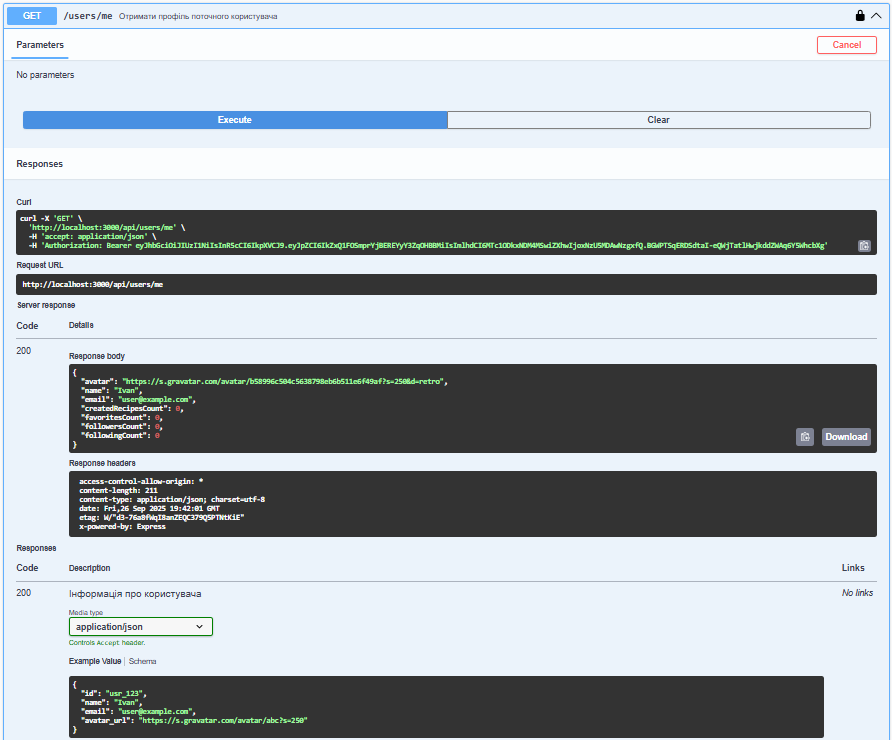 GET /users/me Отримати профіль поточного користувача
Parameters
Cancel
No parameters
Execute
Clear
Responses
Curl
curl -X 'GET' \
'http://localhost:3000/api/users/me' \
-H 'accept: application/json' \
-H 'Authorization: Bearer
Request URL
http://localhost:3000/api/users/me
Server response
Code Details
200
Response body
{
"avatar": "https://s.gravatar.com/avatar/b58996c504c5638798eb6b511e6f49af?s=250&d=retro",
"name": "Ivan",
"email": "user@example.com",
"createdRecipesCount": 0,
"favoritesCount": 0,
"followersCount": 0,
"followingCount": 0
}
Download
Response headers
access-control-allow-origin: *
content-length: 211
content-type: application/json; charset=utf-8
date: Fri,26 Sep 2025 19:42:01 GMT
etag: W/"d3-76a8fWqI8amZEQC379Q5PTNtKiE"
x-powered-by: Express
Responses
Code Description Links
200 Інформація про користувача No links
Media type
application/json
Controls Accept header.
Example Value | Schema
{
"id": "usr_123",
"name": "Ivan",
"email": "user@example.com",
"avatar_url": "https://s.gravatar.com/avatar/abc?s=250"
}